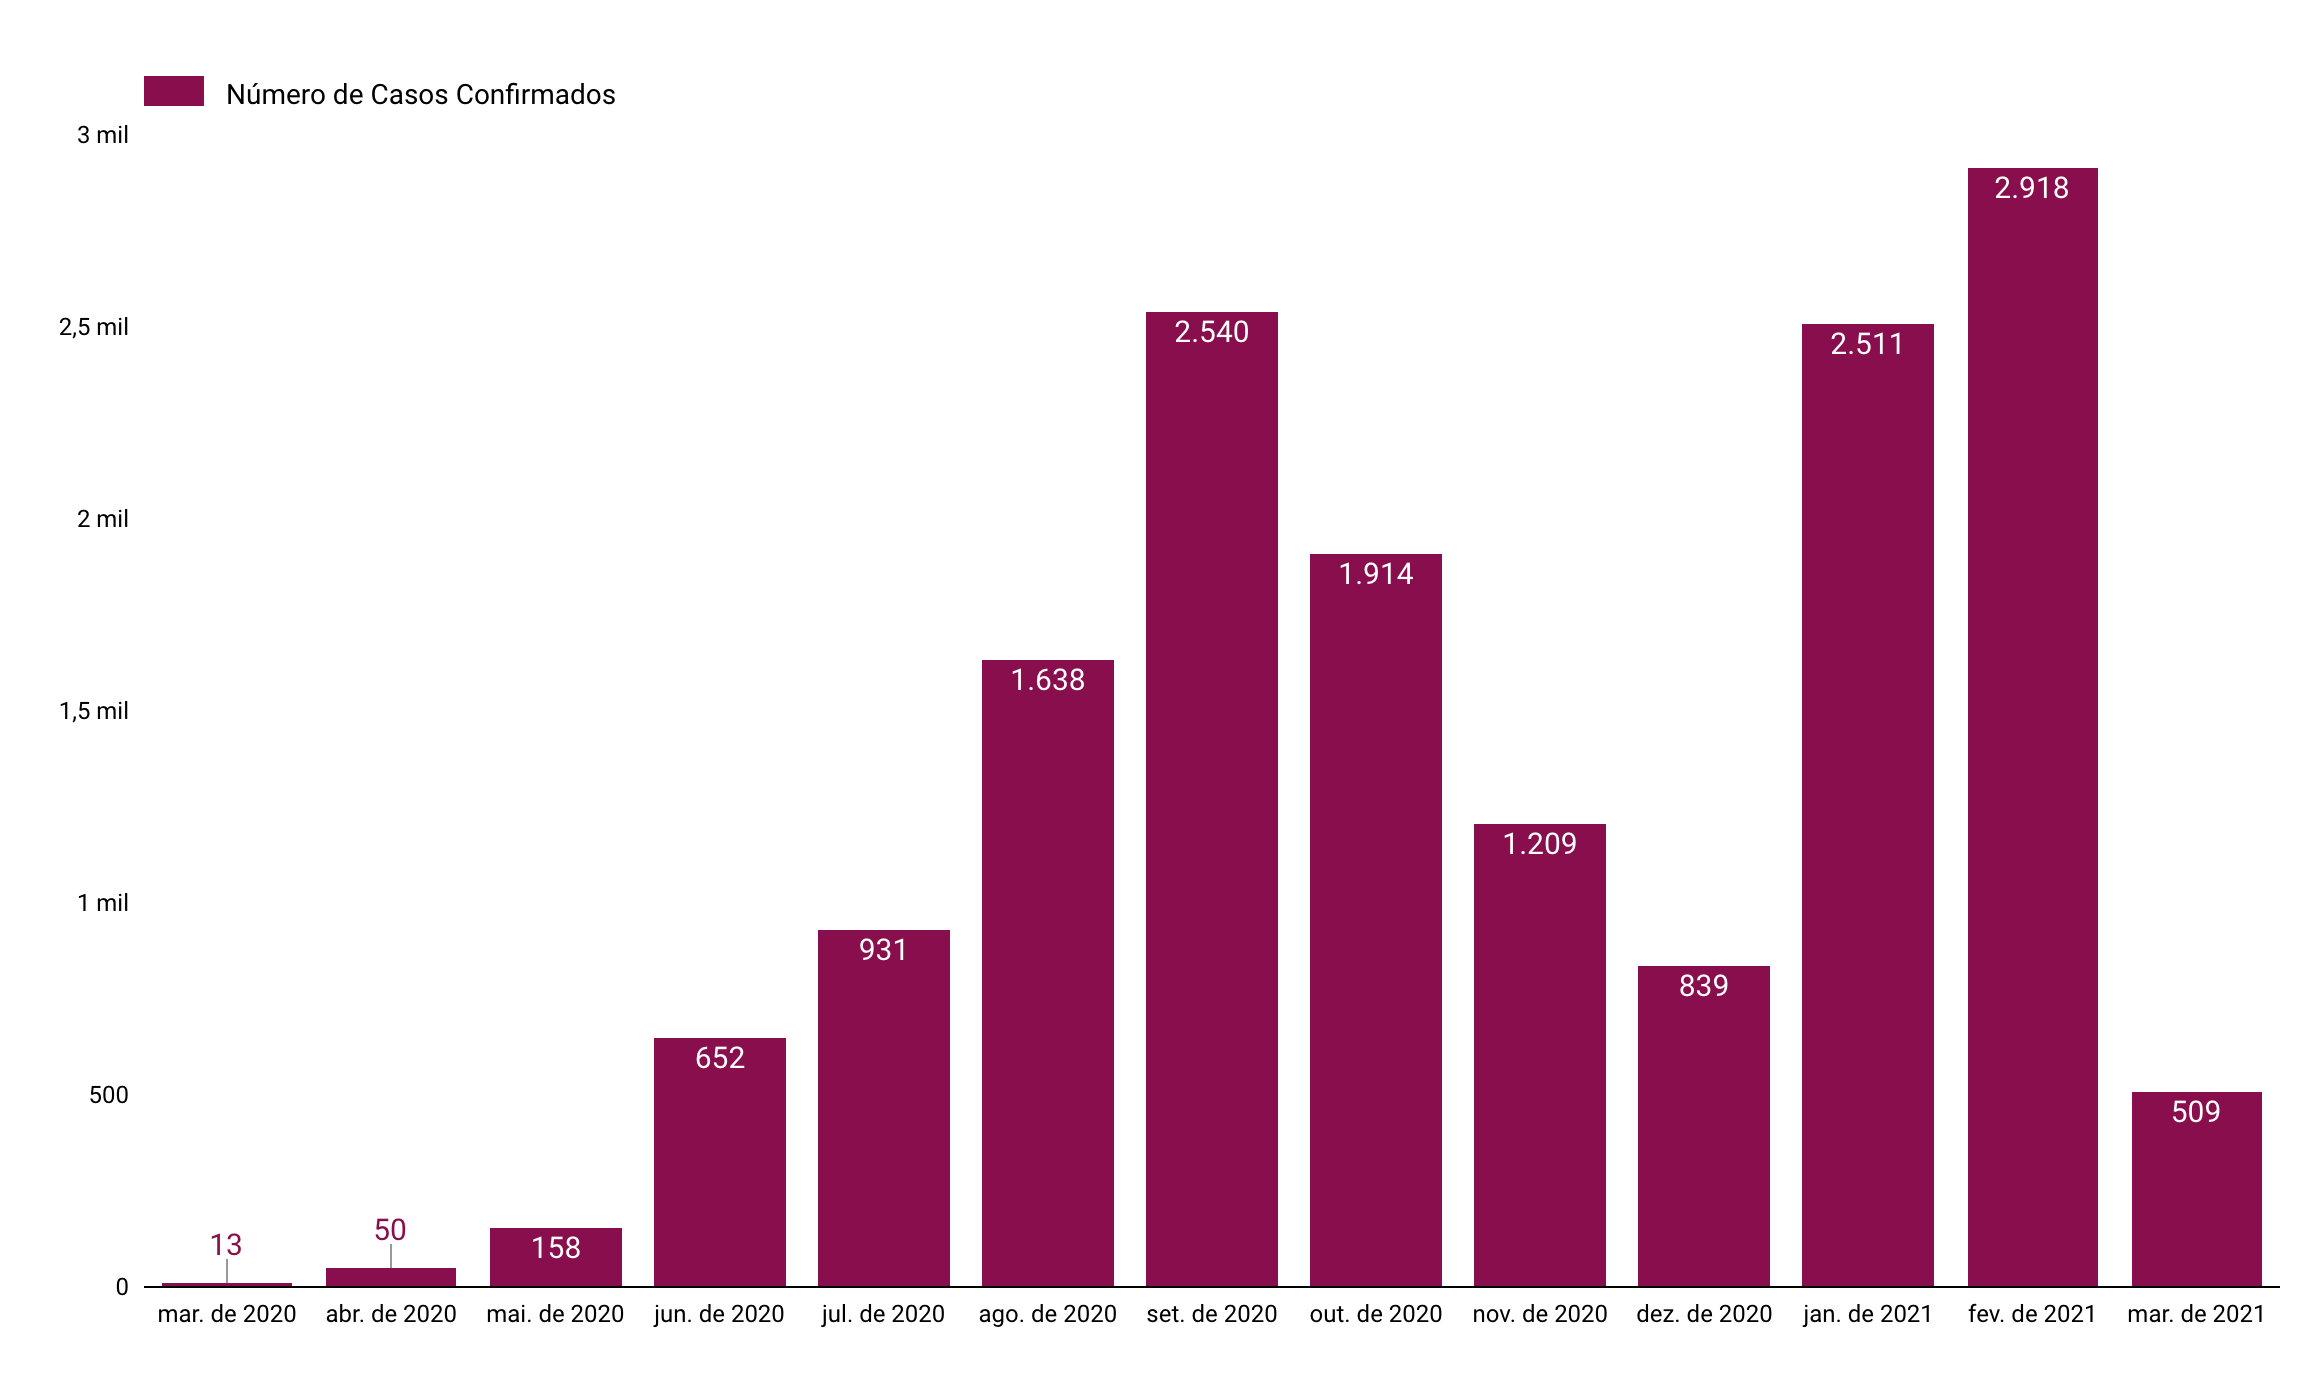 Número de Casos Confirmados
3 mil
2,5 mil
2 mil
1,5 mil
1 mil
500
0
13
50
158
652
931
1.638
2.540
1.914
1.209
839
2.511
2.918
509
mar. de 2020
abr. de 2020
mai. de 2020
jun. de 2020
jul. de 2020
ago. de 2020
set. de 2020
out. de 2020
nov. de 2020
dez. de 2020
jan. de 2021
fev. de 2021
mar. de 2021